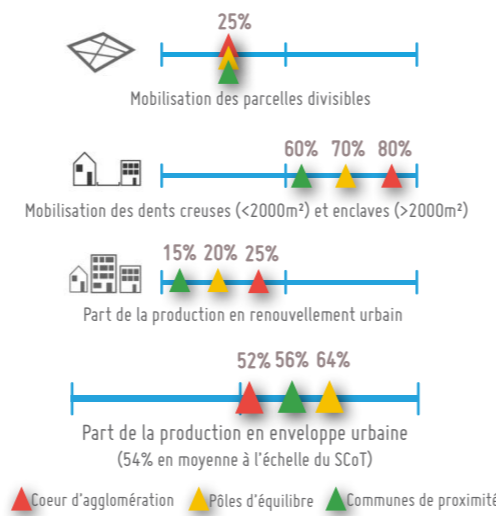 25%
Mobilisation des parcelles divisibles
60% 70% 80%
Mobilisation des dents creuses (<2000m²) et enclaves (>2000m²)
15% 20% 25%
Part de la production en renouvellement urbain
52% 56% 64%
Part de la production en enveloppe urbaine
(54% en moyenne à l'échelle du SCoT)
Coeur d'agglomération Pôles d'équilibre Communes de proximité